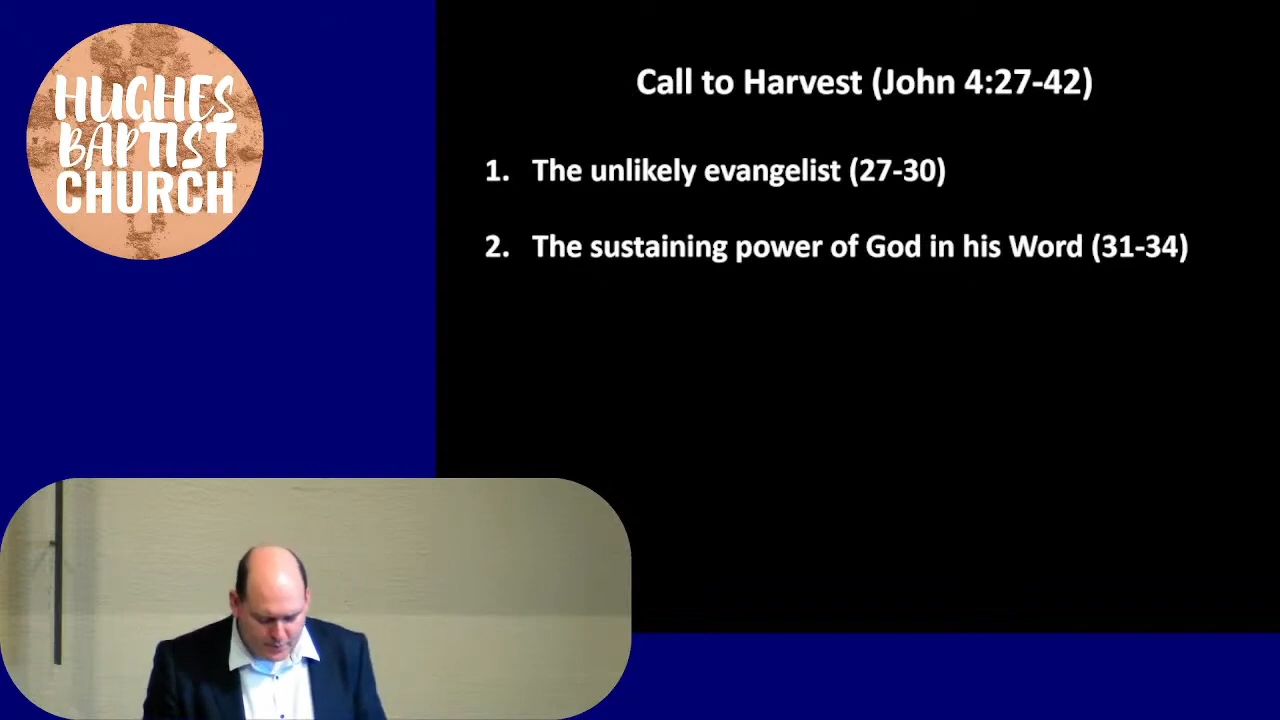 HUGHES
BAPTIST
CHURCH
Call to Harvest (John 4:27-42)
1. The unlikely evangelist (27-30)
2. The sustaining power of God in his Word (31-34)